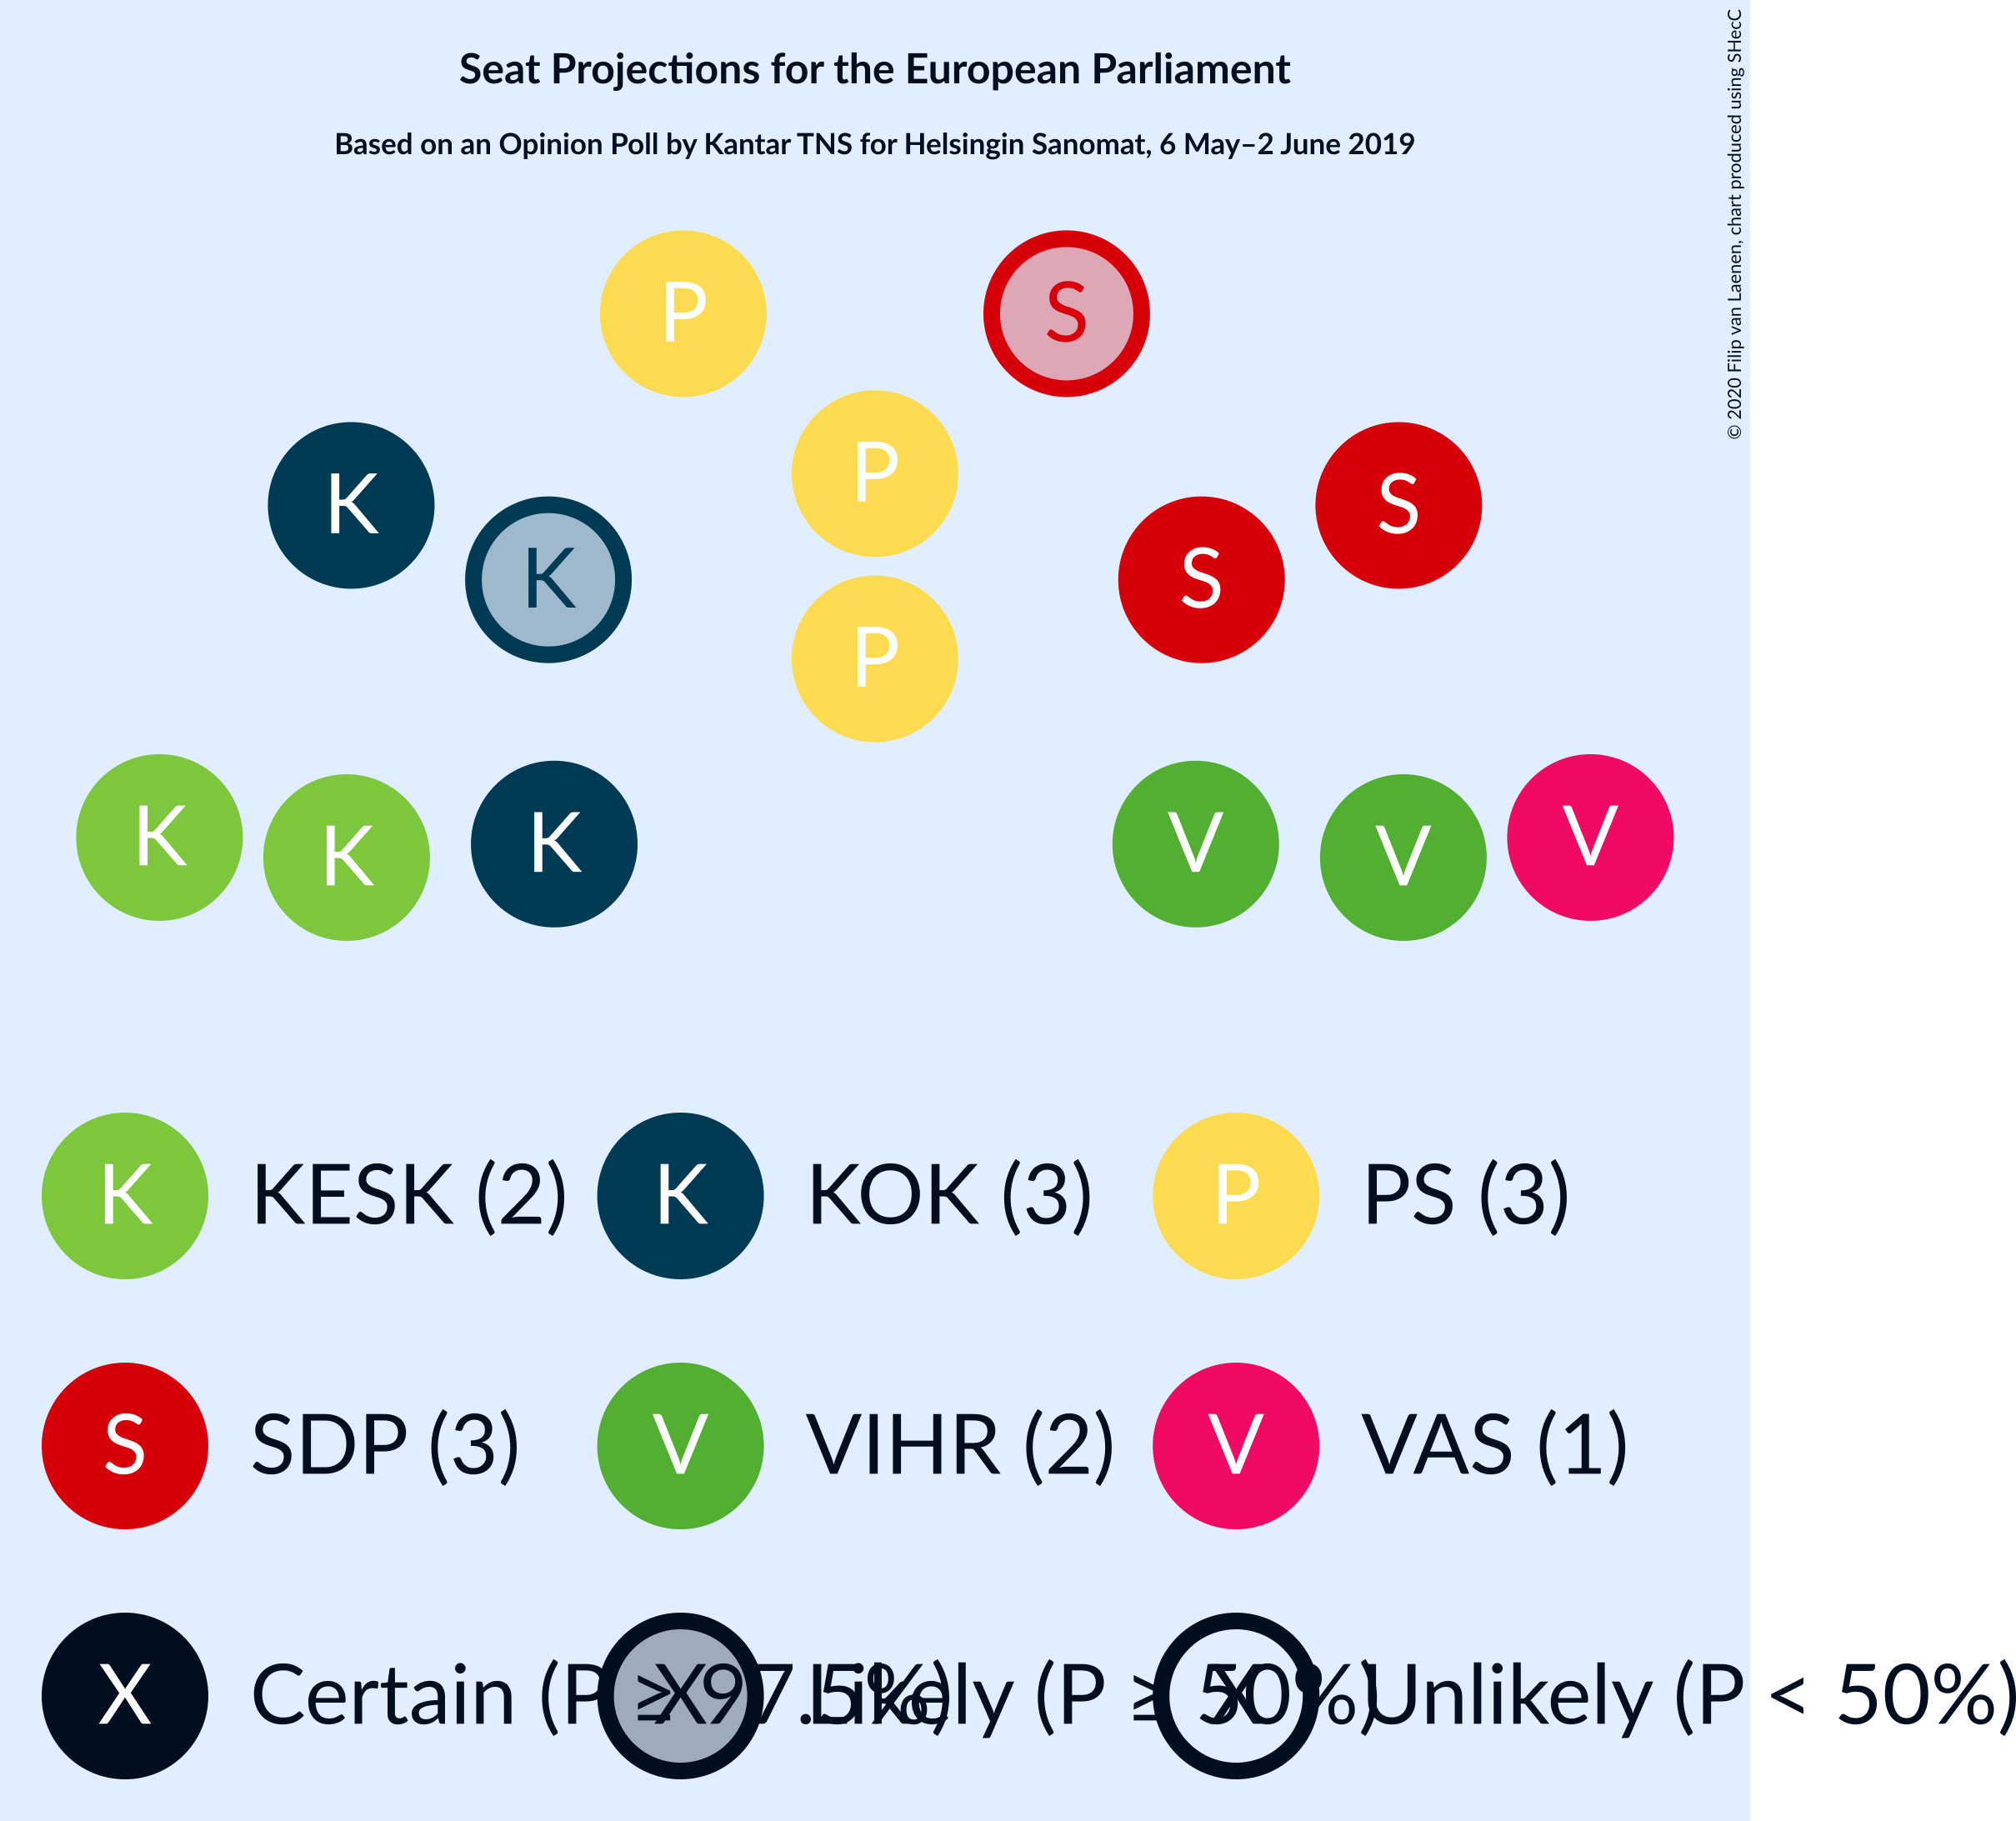 Seat Projections for the European Parliament
Based on an Opinion Poll by Kantar TNS for Helsingin Sanomat, 6 May–2 June 2019
© 2020 Filip van Laenen, chart produced using SHecC
P S
P
K S
K S
P
K V
K V
K V
K KESK (2) K KOK (3) P PS (3)
S SDP (3) V VIHR (2) V VAS (1)
X Certain (P ≥ 97.5%) X Likely (P ≥ 50%) X Unlikely (P < 50%)